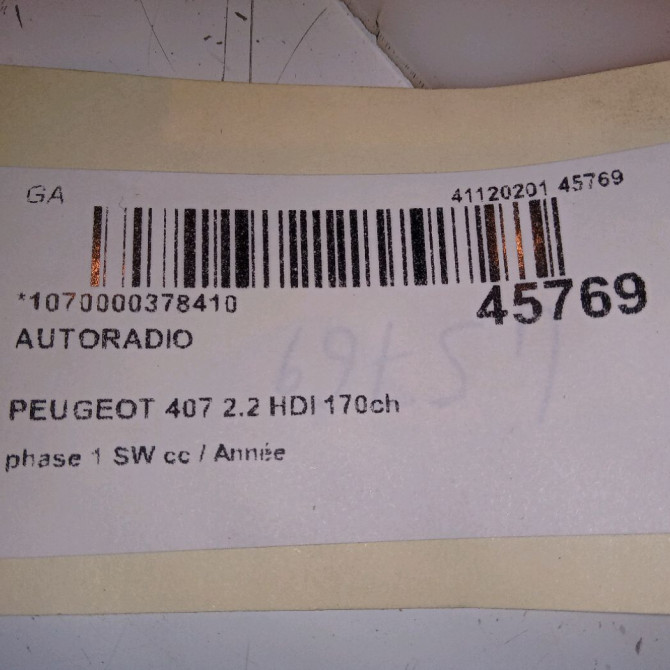 GA
41120201 45769
*1070000378410
45769
AUTORADIO
PEUGEOT 407 2.2 HDI 170ch
phase 1 SW cc / Année
45769